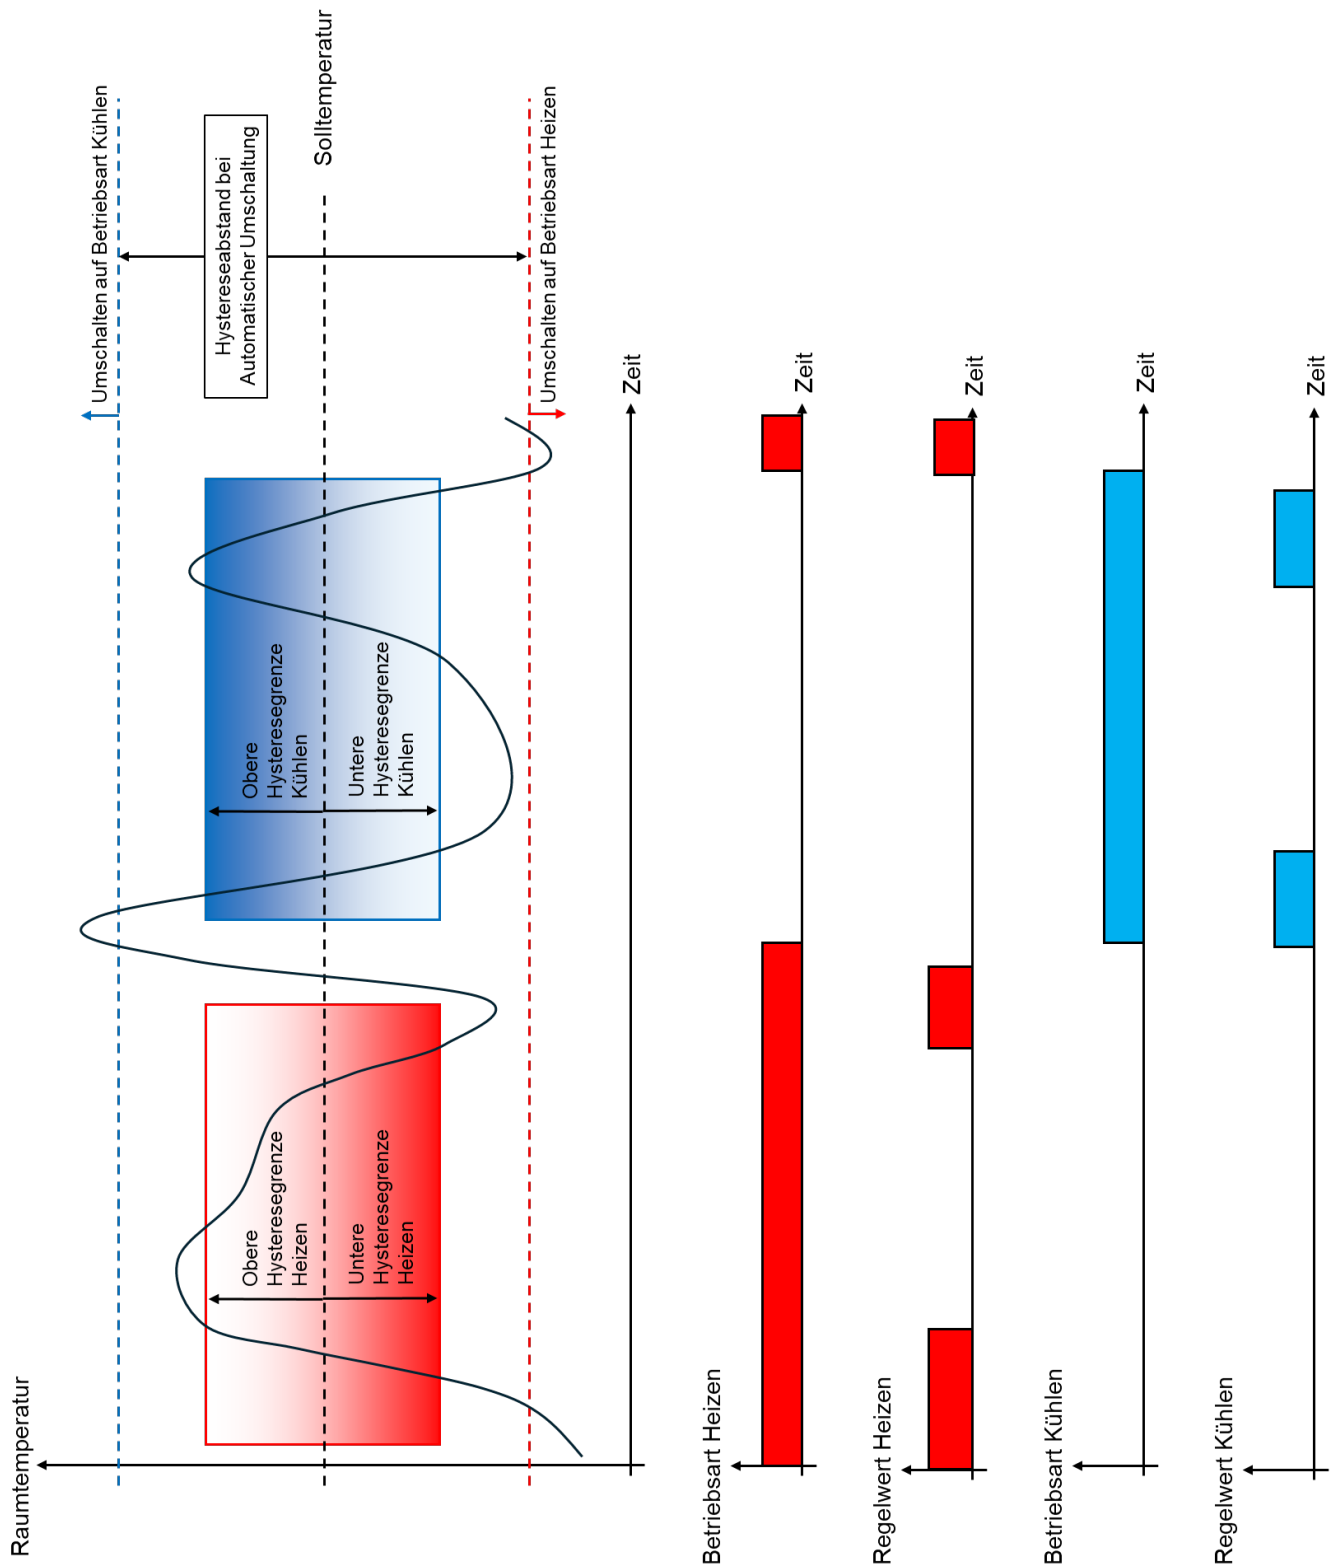 Raumtemperatur
Umschalten auf Betriebsart Kühlen
Hystereseabstand bei
Automatischer Umschaltung
Solltemperatur
Obere
Hysteresegrenze
Heizen
Untere
Hysteresegrenze
Heizen
Obere
Hysteresegrenze
Kühlen
Untere
Hysteresegrenze
Kühlen
Umschalten auf Betriebsart Heizen
Zeit
Betriebsart Heizen
Zeit
Regelwert Heizen
Zeit
Betriebsart Kühlen
Zeit
Regelwert Kühlen
Zeit